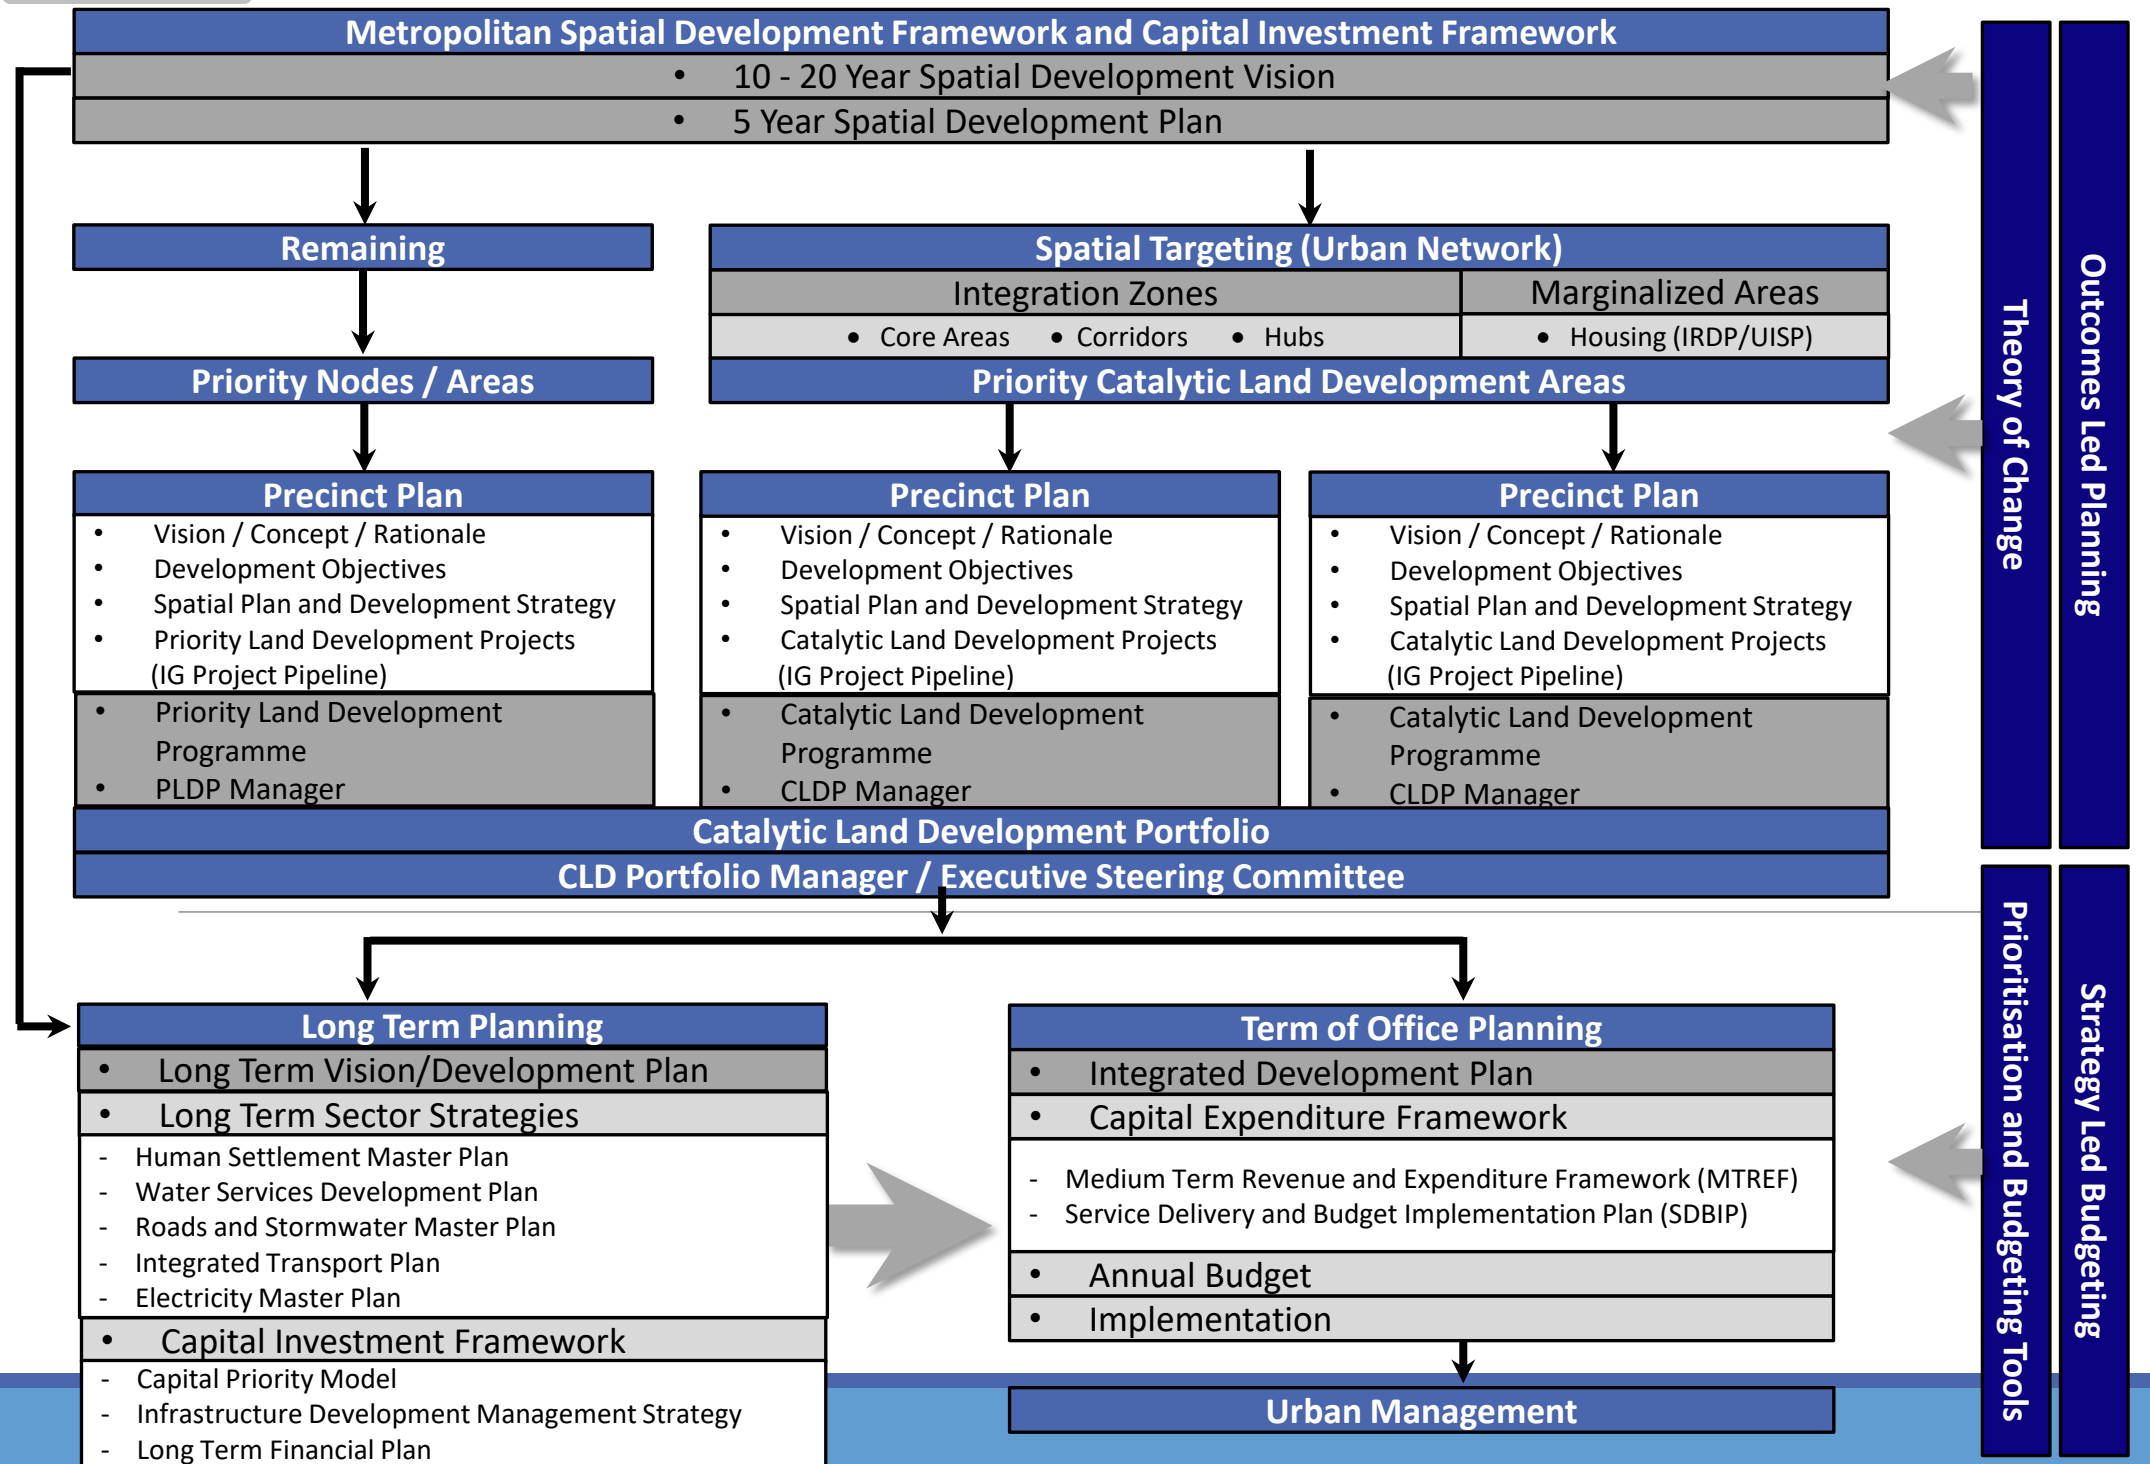 Metropolitan Spatial Development Framework and Capital Investment Framework
• 10 - 20 Year Spatial Development Vision
• 5 Year Spatial Development Plan
Remaining
Priority Nodes / Areas
Spatial Targeting (Urban Network)
Integration Zones
Marginalized Areas
• Core Areas • Corridors • Hubs
• Housing (IRDP/UISP)
Priority Catalytic Land Development Areas
Precinct Plan
• Vision / Concept / Rationale
• Development Objectives
• Spatial Plan and Development Strategy
• Priority Land Development Projects
(IG Project Pipeline)
• Priority Land Development
Programme
• PLDP Manager
Precinct Plan
• Vision / Concept / Rationale
• Development Objectives
• Spatial Plan and Development Strategy
• Catalytic Land Development Projects
(IG Project Pipeline)
• Catalytic Land Development
Programme
• CLDP Manager
Precinct Plan
• Vision / Concept / Rationale
• Development Objectives
• Spatial Plan and Development Strategy
• Catalytic Land Development Projects
(IG Project Pipeline)
• Catalytic Land Development
Programme
• CLDP Manager
Catalytic Land Development Portfolio
CLD Portfolio Manager / Executive Steering Committee
Long Term Planning
• Long Term Vision/Development Plan
• Long Term Sector Strategies
- Human Settlement Master Plan
- Water Services Development Plan
- Roads and Stormwater Master Plan
- Integrated Transport Plan
- Electricity Master Plan
• Capital Investment Framework
- Capital Priority Model
- Infrastructure Development Management Strategy
- Long Term Financial Plan
Term of Office Planning
• Integrated Development Plan
• Capital Expenditure Framework
- Medium Term Revenue and Expenditure Framework (MTREF)
- Service Delivery and Budget Implementation Plan (SDBIP)
• Annual Budget
• Implementation
Urban Management
Theory of Change
Outcomes Led Planning
Prioritisation and Budgeting Tools
Strategy Led Budgeting